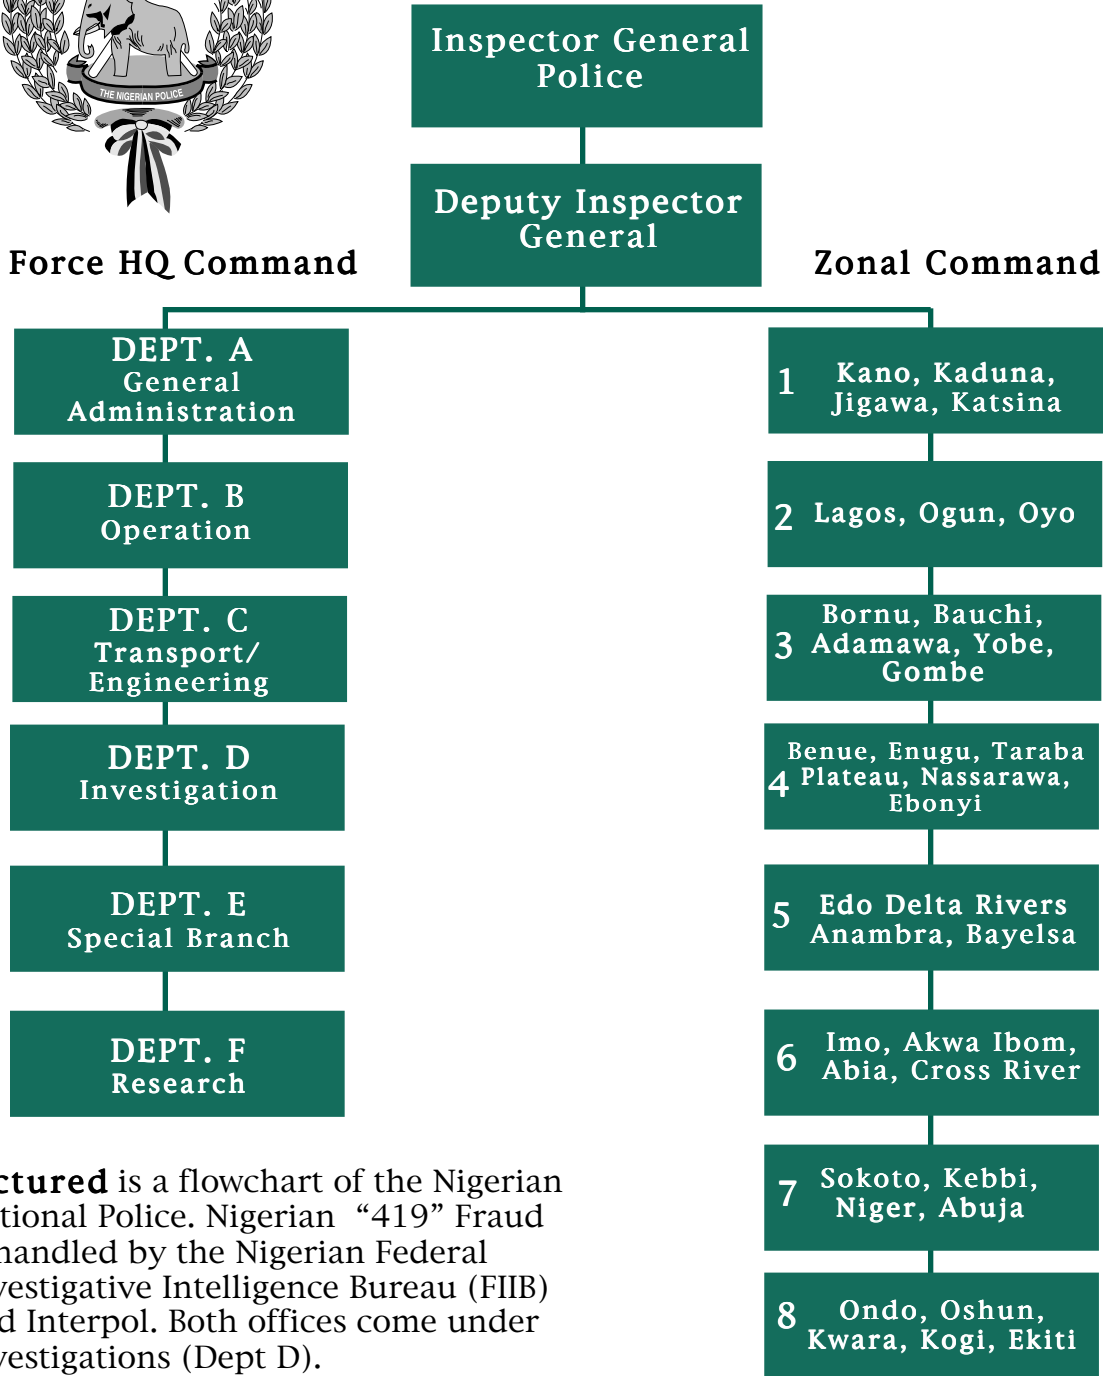 THE NIGERIAN POLICE
Inspector General
Police
Deputy Inspector
General
Force HQ Command
DEPT. A
General
Administration
DEPT. B
Operation
DEPT. C
Transport/
Engineering
DEPT. D
Investigation
DEPT. E
Special Branch
DEPT. F
Research
Zonal Command
1 Kano, Kaduna,
Jigawa, Katsina
2 Lagos, Ogun, Oyo
Bornu, Bauchi,
3 Adamawa, Yobe,
Gombe
Benue, Enugu, Taraba
4 Plateau, Nassarawa,
Ebonyi
5 Edo Delta Rivers
Anambra, Bayelsa
6 Imo, Akwa Ibom,
Abia, Cross River
7 Sokoto, Kebbi,
Niger, Abuja
8 Ondo, Oshun,
Kwara, Kogi, Ekiti
ctured is a flowchart of the Nigerian
tional Police. Nigerian “419” Fraud
handled by the Nigerian Federal
vestigative Intelligence Bureau (FIIB)
d Interpol. Both offices come under
vestigations (Dept D).